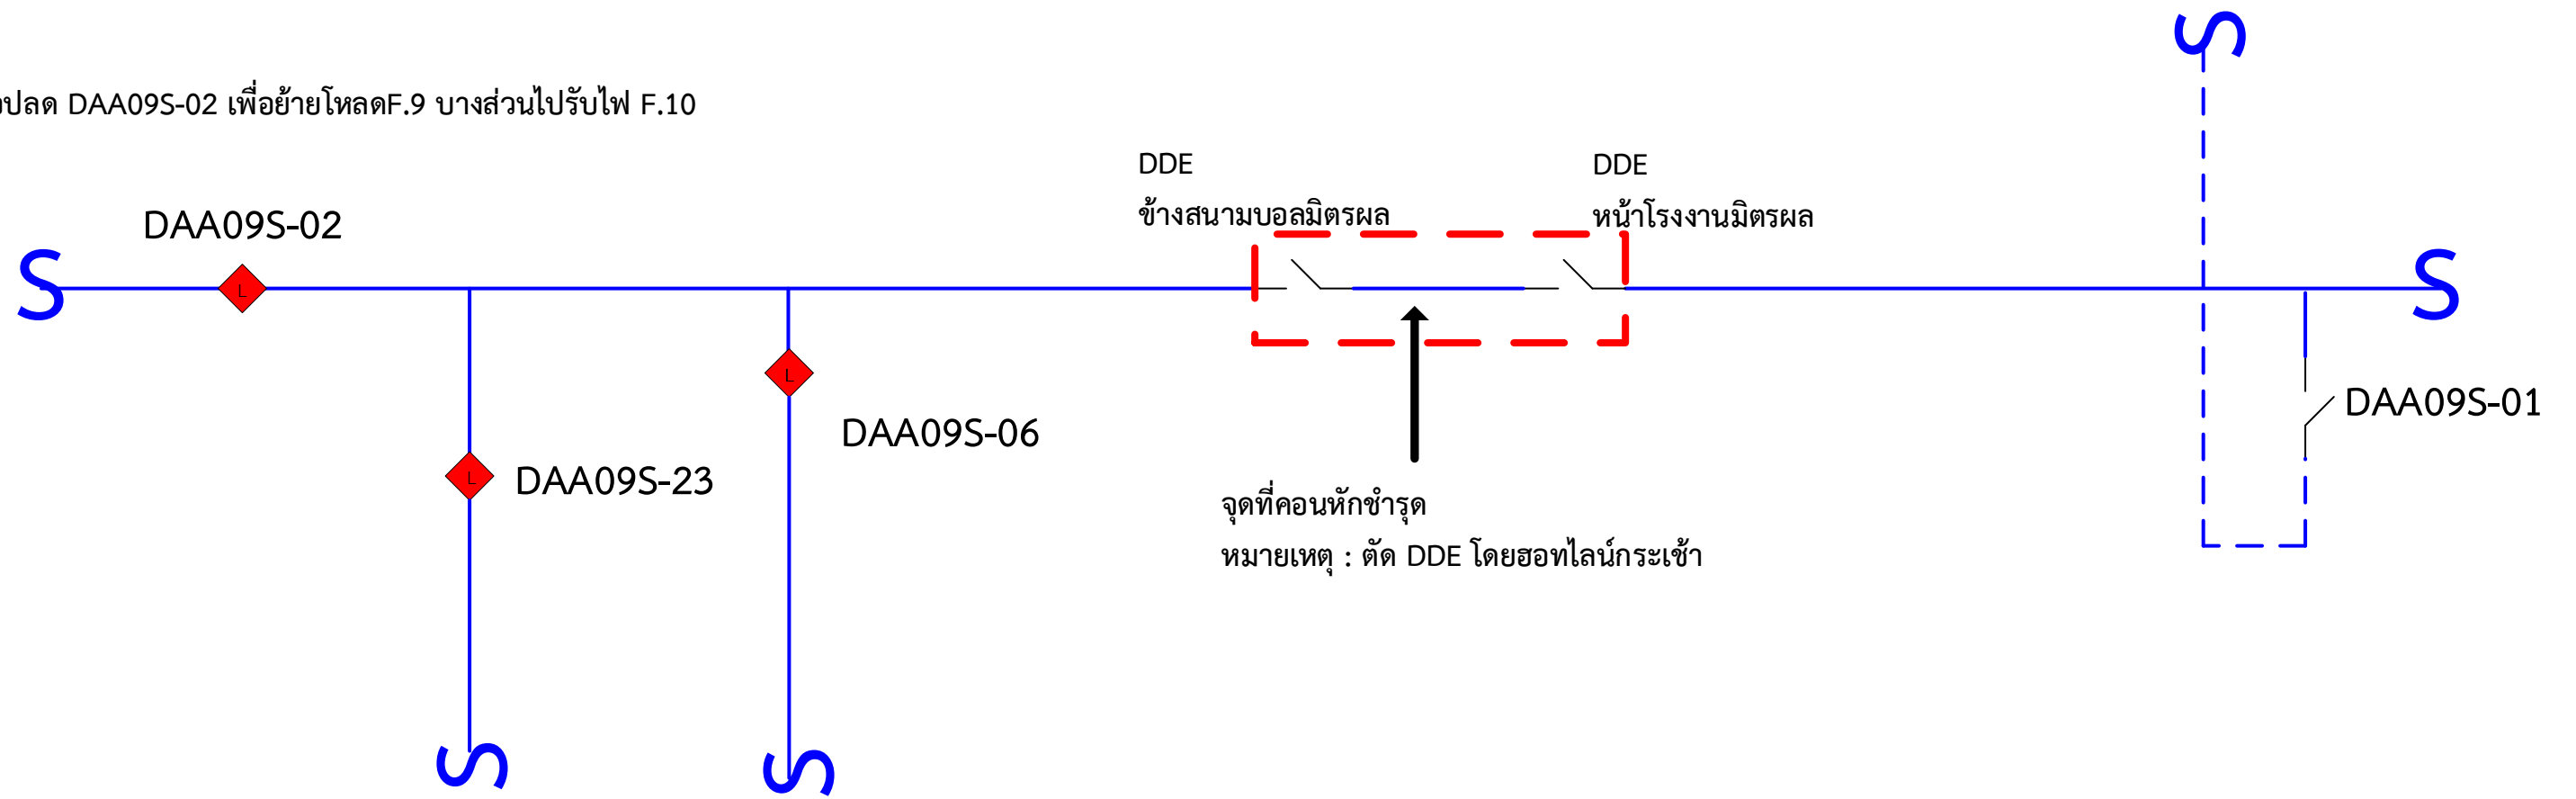 ปลด DAA09S-02 เพื่อย้ายโหลดF.9 บางส่วนไปรับไฟ F.10
DDE
ข้างสนามบอลมิตรผล
DDE
หน้าโรงงานมิตรผล
DAA09S-02
L
L
DAA09S-06
L
DAA09S-23
DAA09S-01
จุดที่คอนหักชำรุด
หมายเหตุ : ตัด DDE โดยฮอทไลน์กระเช้า